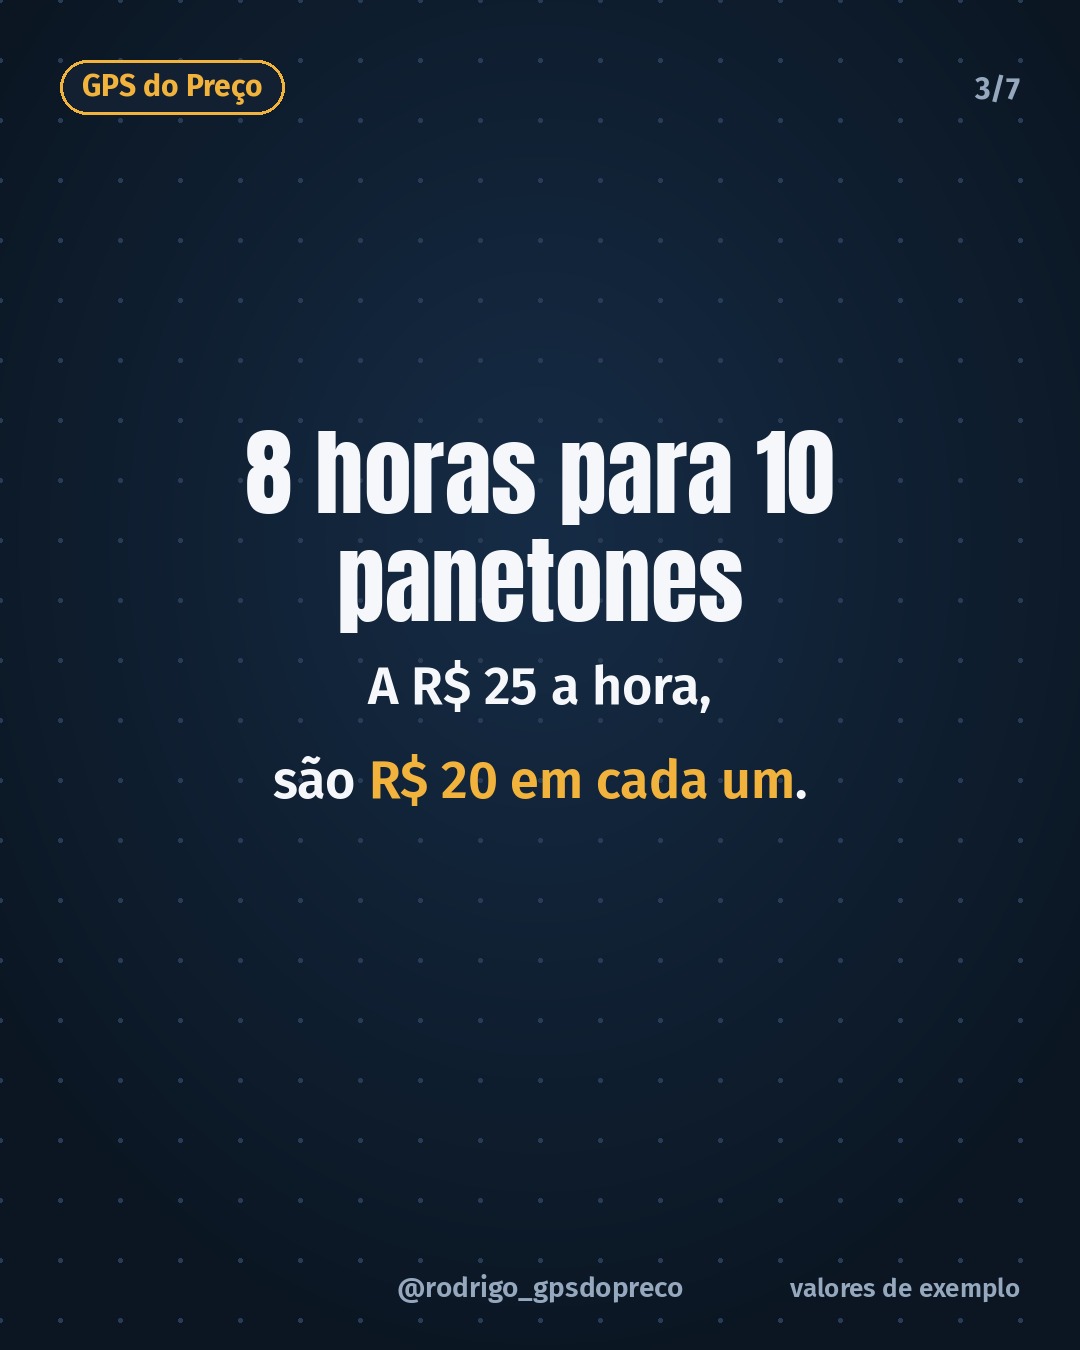 GPS do Preço
3/7
8 horas para 10
panetones
A R$ 25 a hora,
são R$ 20 em cada um.
@rodrigo_gpsdopreco
valores de exemplo